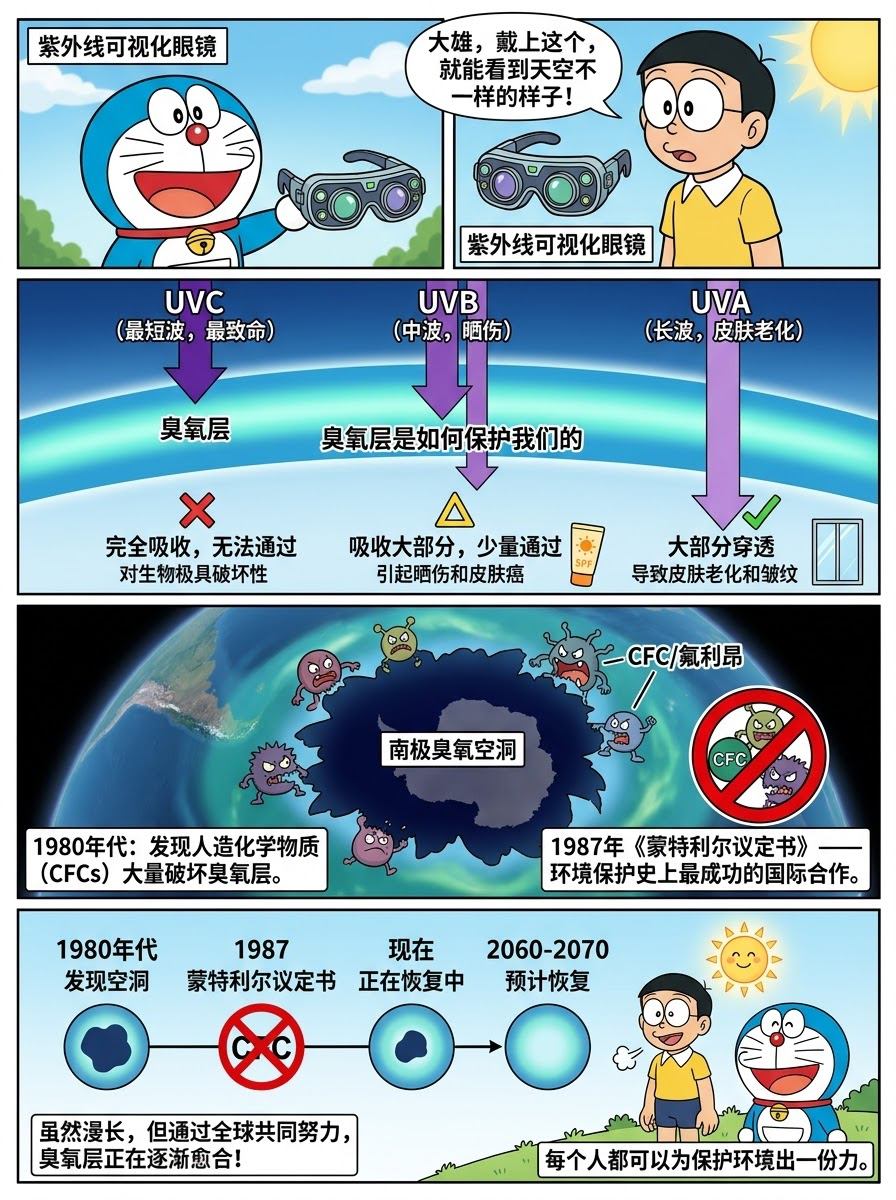 紫外线可视化眼镜
大雄，戴上这个，
就能看到天空不
一样的样子！
紫外线可视化眼镜
UVC
（最短波，最致命）
UVB
（中波，晒伤）
UVA
（长波，皮肤老化）
臭氧层
臭氧层是如何保护我们的
完全吸收，无法通过
对生物极具破坏性
吸收大部分，少量通过
引起晒伤和皮肤癌
SPF
大部分穿透
导致皮肤老化和皱纹
CFC/氟利昂
南极臭氧空洞
CFC
1980年代：发现人造化学物质
（CFCs）大量破坏臭氧层。
1987年《蒙特利尔议定书》——
环境保护史上最成功的国际合作。
1980年代
发现空洞
1987
蒙特利尔议定书
现在
正在恢复中
2060-2070
预计恢复
CFC
虽然漫长，但通过全球共同努力，
臭氧层正在逐渐愈合！
每个人都可以为保护环境出一份力。